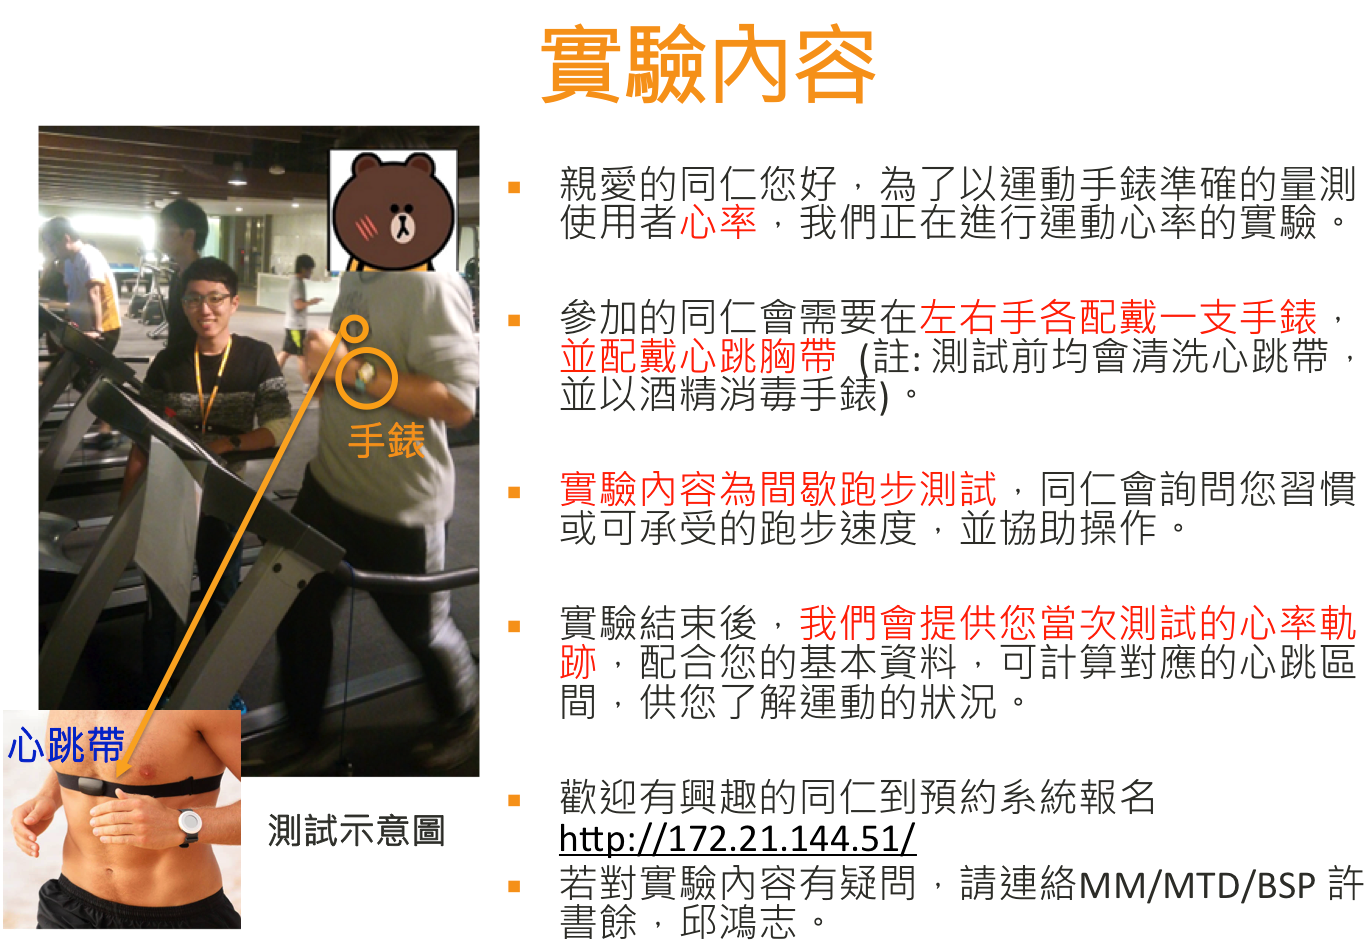 實驗內容
親愛的同仁您好，為了以運動手錶準確的量測
使用者心率，我們正在進行運動心率的實驗。
參加的同仁會需要在左右手各配戴一支手錶，
並配戴心跳胸帶 (註: 測試前均會清洗心跳帶，
並以酒精消毒手錶)。
實驗內容為間歇跑步測試，同仁會詢問您習慣
或可承受的跑步速度，並協助操作。
實驗結束後，我們會提供您當次測試的心率軌
跡，配合您的基本資料，可計算對應的心跳區
間，供您了解運動的狀況。
歡迎有興趣的同仁到預約系統報名
http://172.21.144.51/
若對實驗內容有疑問，請連絡MM/MTD/BSP 許
書餘，邱鴻志。
手錶
心跳帶
測試示意圖